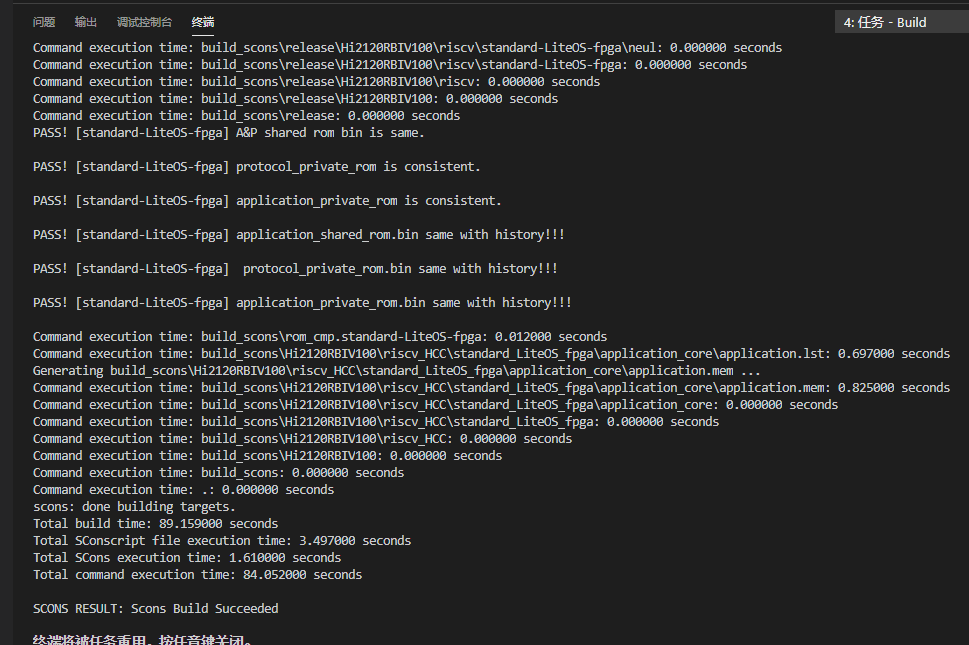 问题 输出 调试控制台 终端 4: 任务 - Build
Command execution time: build_scons\release\Hi2120RBIV100\riscv\standard-LiteOS-fpga\neul: 0.000000 seconds
Command execution time: build_scons\release\Hi2120RBIV100\riscv\standard-LiteOS-fpga: 0.000000 seconds
Command execution time: build_scons\release\Hi2120RBIV100\riscv: 0.000000 seconds
Command execution time: build_scons\release\Hi2120RBIV100: 0.000000 seconds
Command execution time: build_scons\release: 0.000000 seconds
PASS! [standard-LiteOS-fpga] A&P shared rom bin is same.
PASS! [standard-LiteOS-fpga] protocol_private_rom is consistent.
PASS! [standard-LiteOS-fpga] application_private_rom is consistent.
PASS! [standard-LiteOS-fpga] application_shared_rom.bin same with history!!!
PASS! [standard-LiteOS-fpga]  protocol_private_rom.bin same with history!!!
PASS! [standard-LiteOS-fpga] application_private_rom.bin same with history!!!
Command execution time: build_scons\rom_cmp.standard-LiteOS-fpga: 0.012000 seconds
Command execution time: build_scons\Hi2120RBIV100\riscv_HCC\standard_LiteOS_fpga\application_core\application.lst: 0.697000 seconds
Generating build_scons\Hi2120RBIV100\riscv_HCC\standard_LiteOS_fpga\application_core\application.mem ...
Command execution time: build_scons\Hi2120RBIV100\riscv_HCC\standard_LiteOS_fpga\application_core\application.mem: 0.825000 seconds
Command execution time: build_scons\Hi2120RBIV100\riscv_HCC\standard_LiteOS_fpga\application_core: 0.000000 seconds
Command execution time: build_scons\Hi2120RBIV100\riscv_HCC\standard_LiteOS_fpga: 0.000000 seconds
Command execution time: build_scons\Hi2120RBIV100\riscv_HCC: 0.000000 seconds
Command execution time: build_scons\Hi2120RBIV100: 0.000000 seconds
Command execution time: build_scons: 0.000000 seconds
Command execution time: .: 0.000000 seconds
scons: done building targets.
Total build time: 89.159000 seconds
Total SConscript file execution time: 3.497000 seconds
Total SCons execution time: 1.610000 seconds
Total command execution time: 84.052000 seconds
SCONS RESULT: Scons Build Succeeded
终端将被任务重用，按任意键关闭。